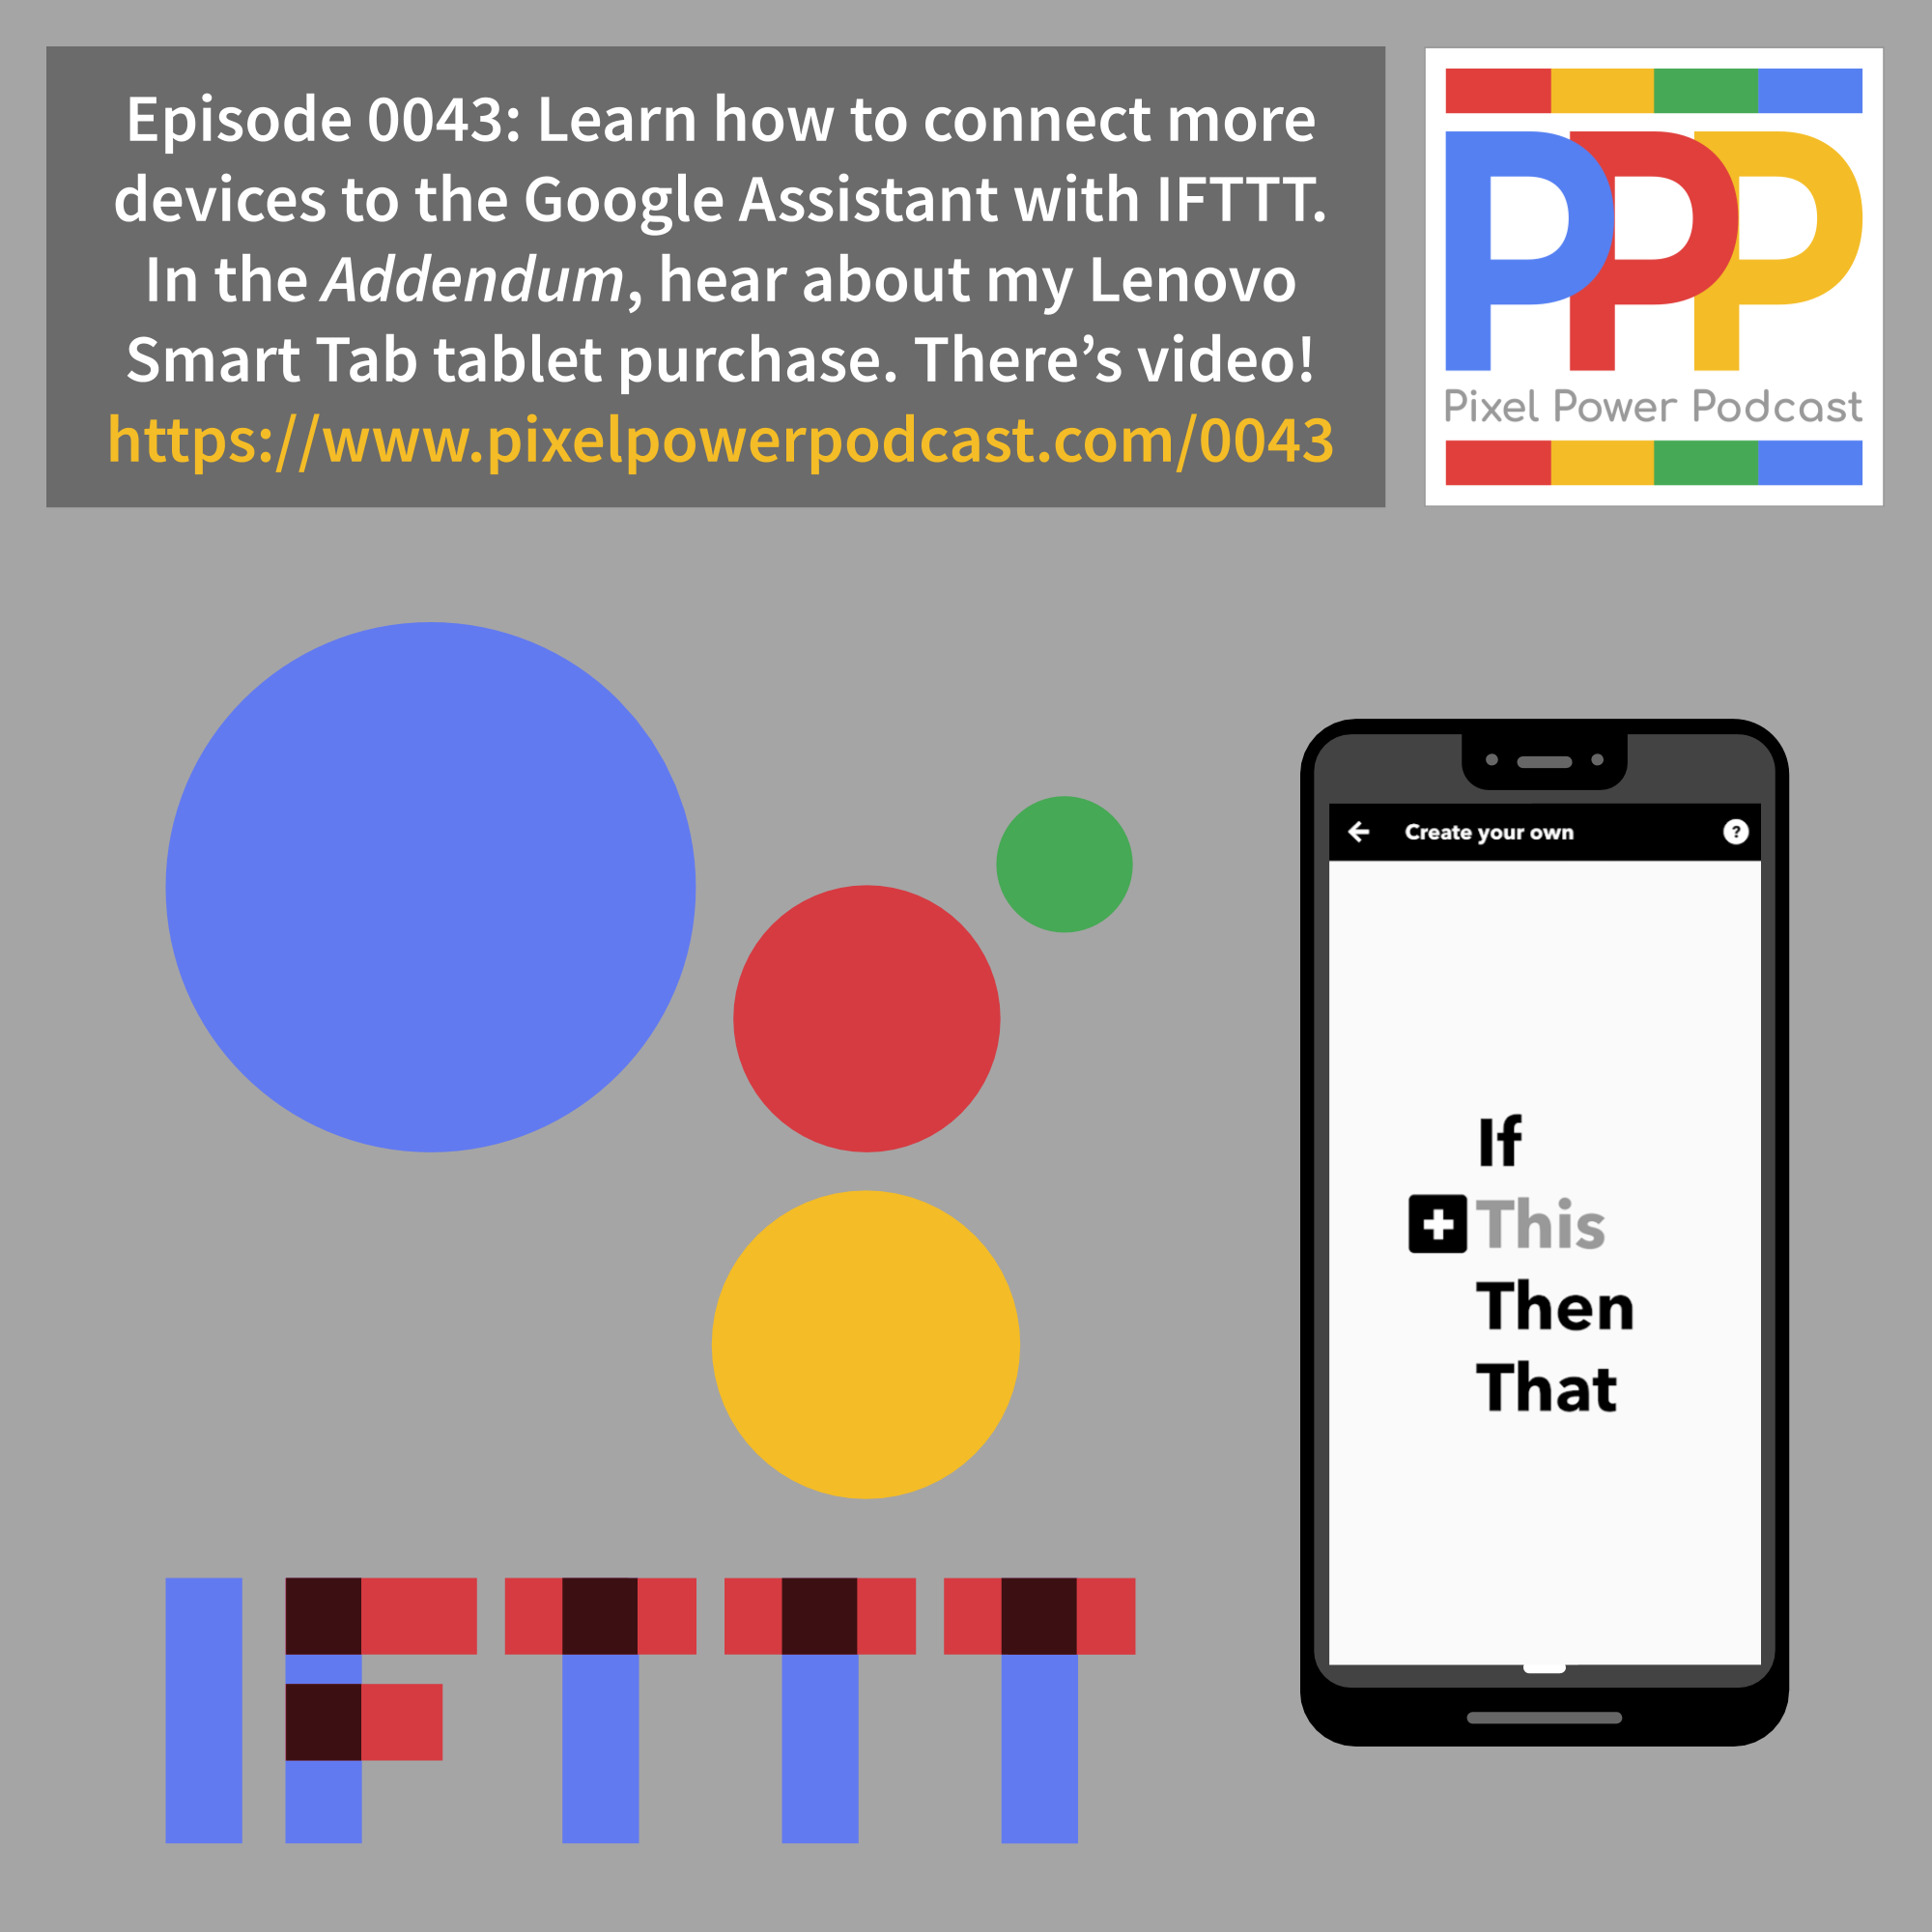 Episode 0043: Learn how to connect more
devices to the Google Assistant with IFTTT.
In the Addendum, hear about my Lenovo
Smart Tab tablet purchase. There’s video!
https://www.pixelpowerpodcast.com/0043
PPP
Pixel Power Podcast
Create your own ?
If
This
Then
That
IFTTT